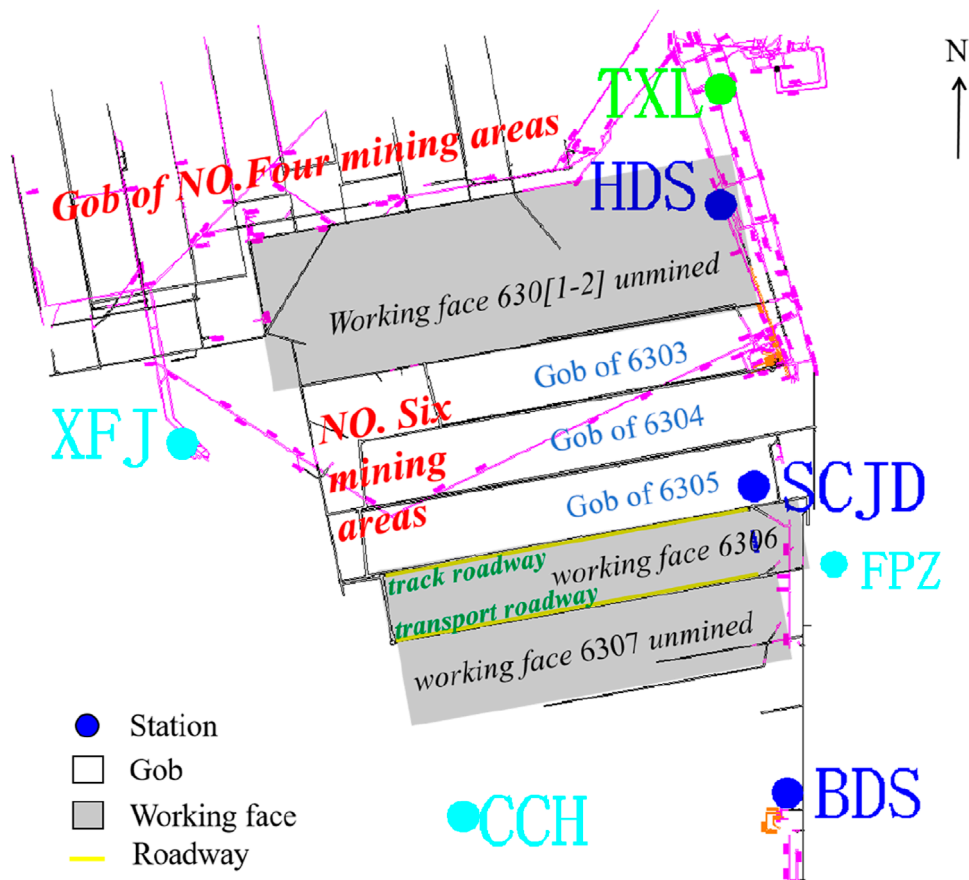 N
TXL
Gob of NO.Four mining areas
HDS
Working face 630[1-2] unmined
Gob of 6303
XFJ
NO. Six
mining
areas
Gob of 6304
Gob of 6305
SCJD
track roadway
working face 6306
FPZ
transport roadway
working face 6307 unmined
Station
Gob
Working face
Roadway
BDS
CCH